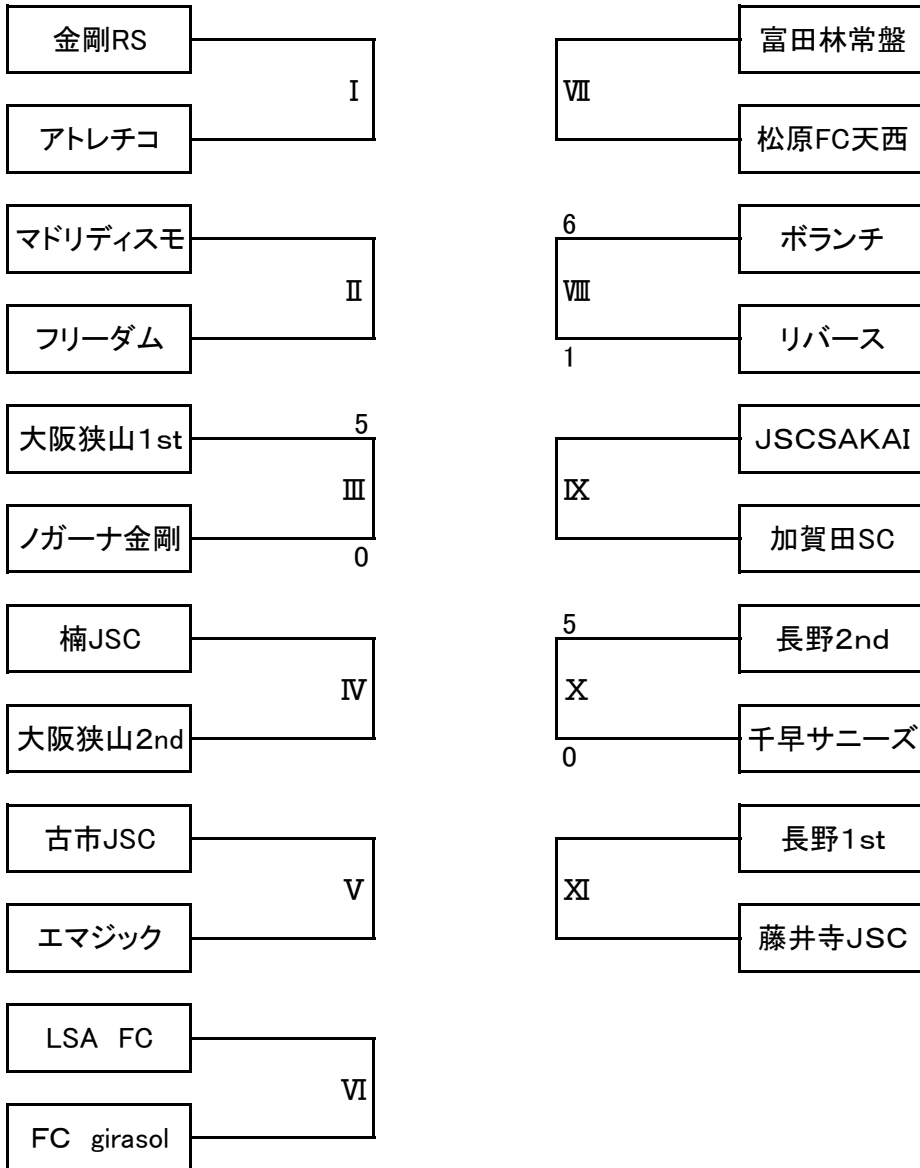 金剛RS
Ⅰ
アトレチコ
マドリディスモ
Ⅱ
フリーダム
大阪狭山1st
5
Ⅲ
ノガーナ金剛
0
楠JSC
Ⅳ
大阪狭山2nd
古市JSC
Ⅴ
エマジック
LSA FC
Ⅵ
FC girasol
富田林常盤
Ⅶ
松原FC天西
6
ボランチ
Ⅷ
リバース
1
JSCSAKAI
Ⅸ
加賀田SC
5
長野2nd
Ⅹ
千早サニーズ
0
長野1st
Ⅺ
藤井寺JSC